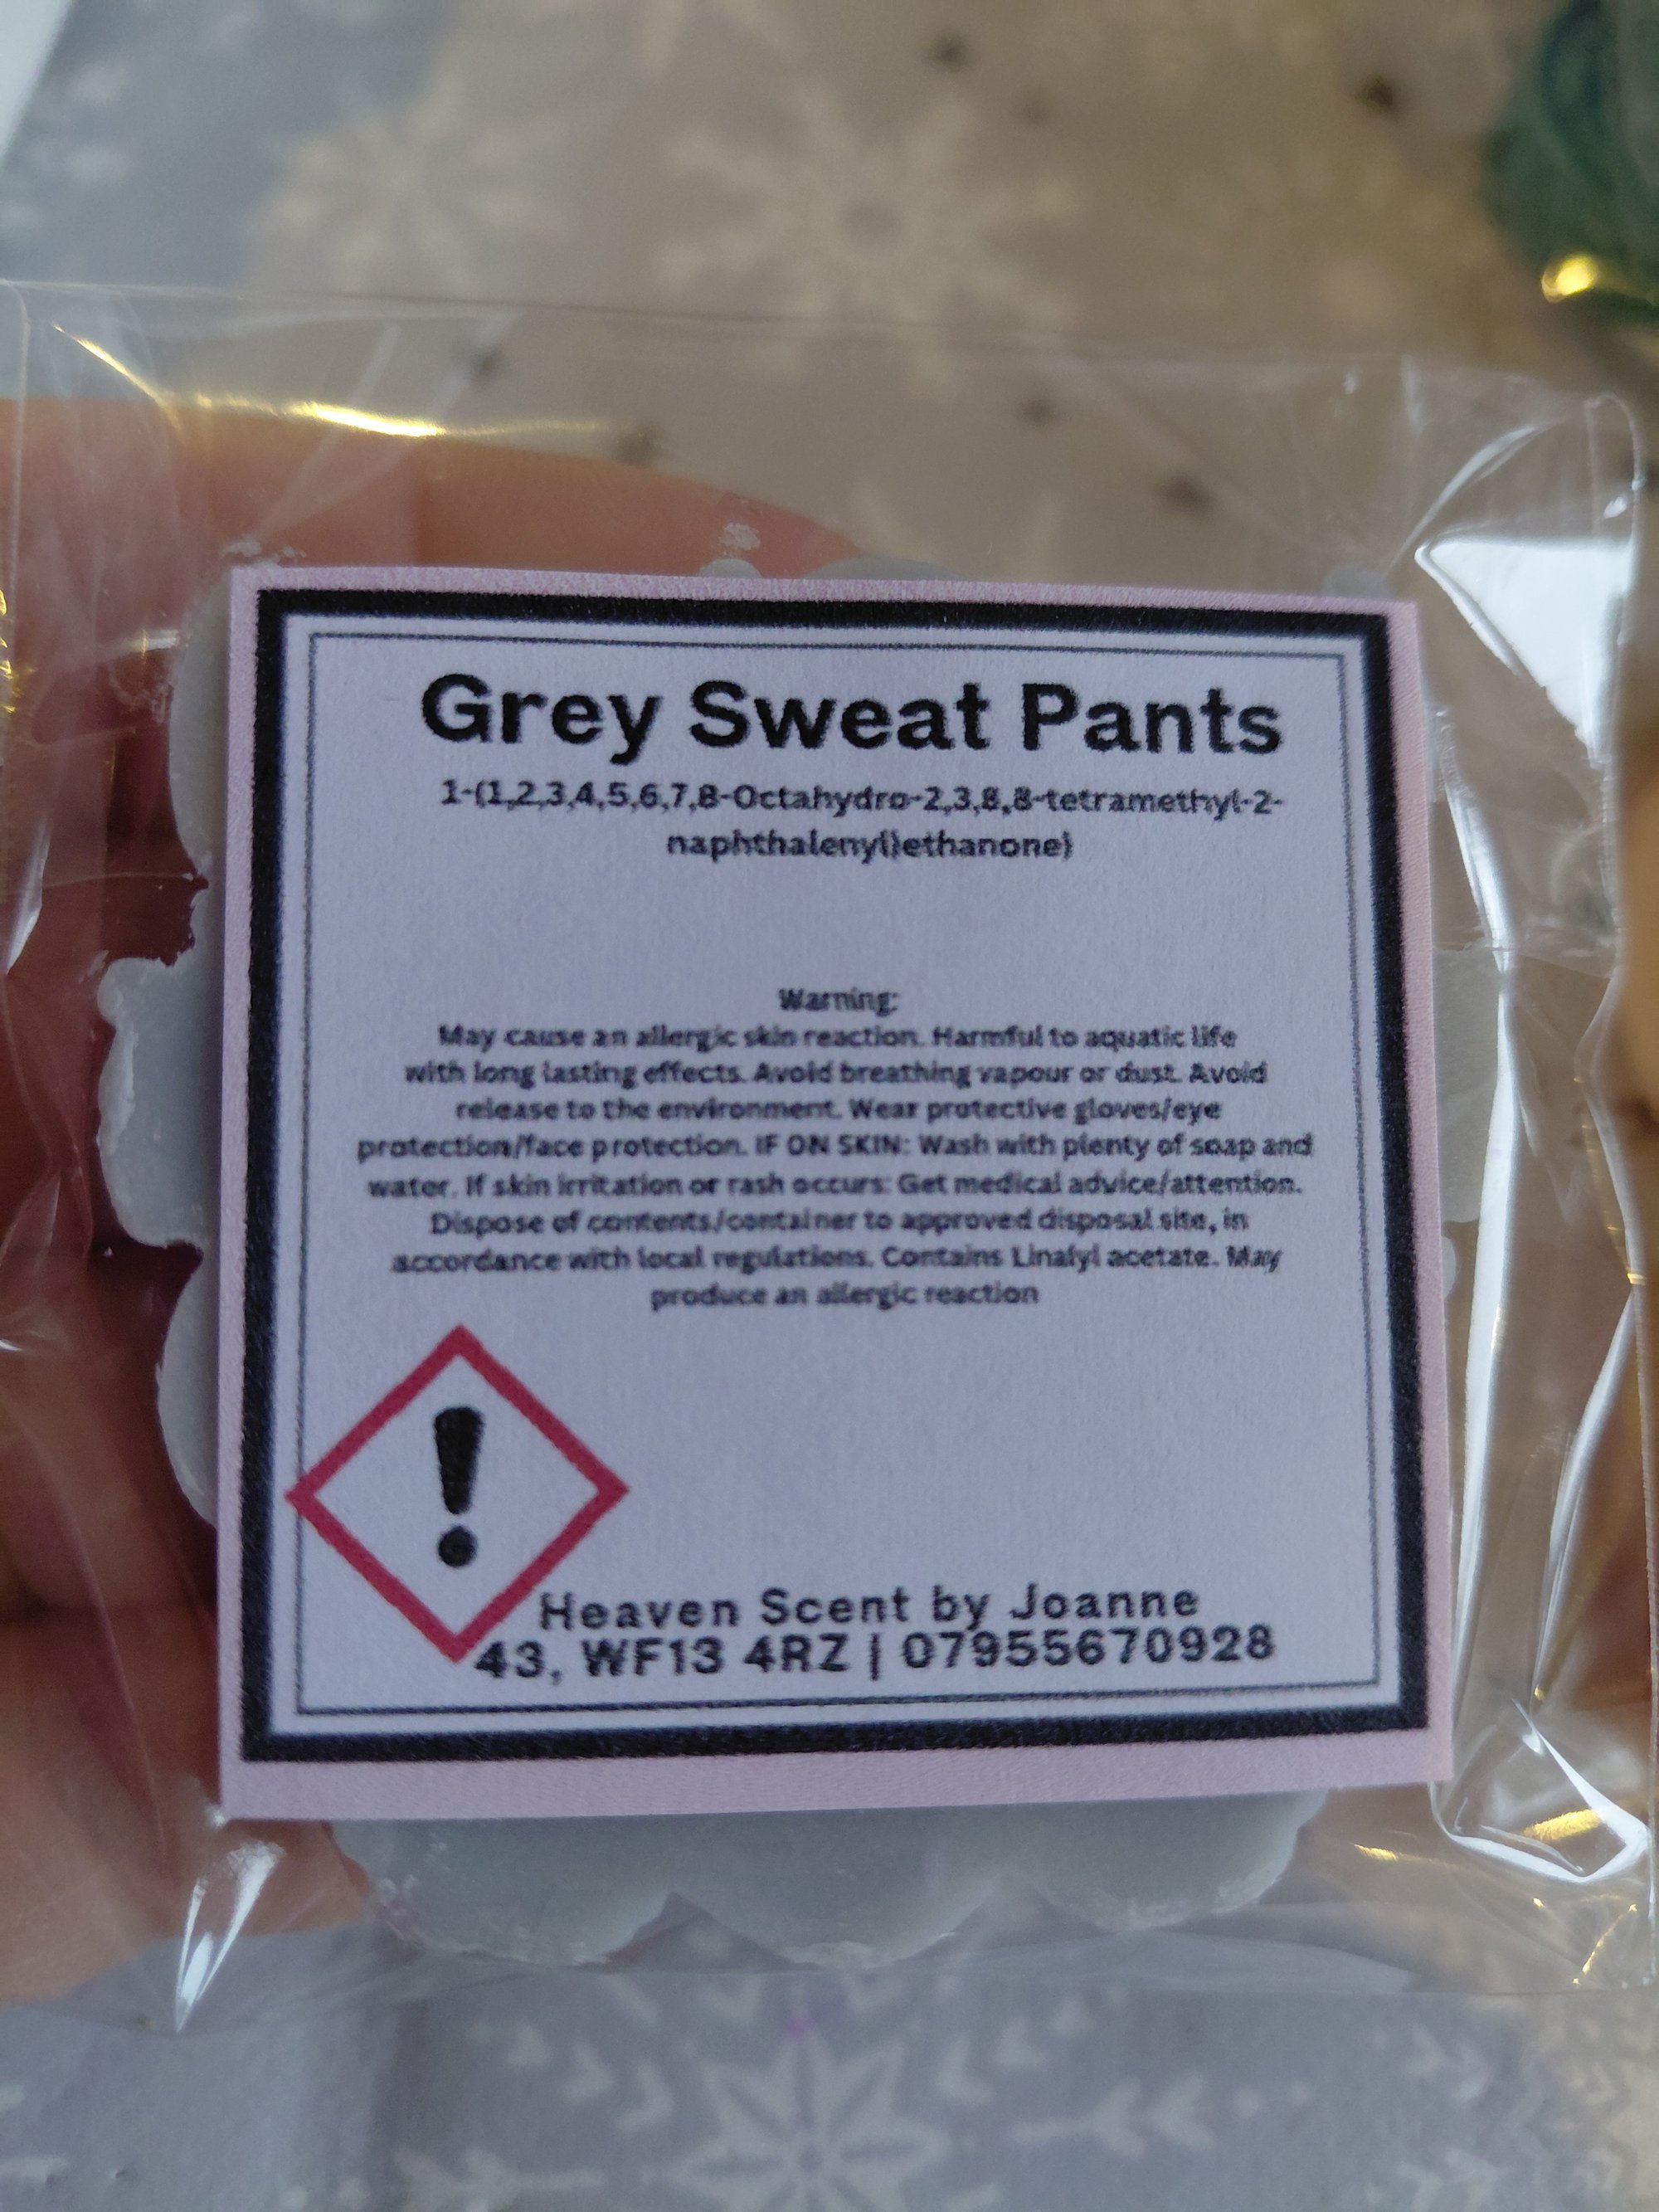 Grey Sweat Pants
1-(1,2,3,4,5,6,7,8-Octahydro-2,3,8,8-tetramethyl-2-
naphthalenyl)ethanone)
Warning:
May cause an allergic skin reaction. Harmful to aquatic life
with long lasting effects. Avoid breathing vapour or dust. Avoid
release to the environment. Wear protective gloves/eye
protection/face protection. IF ON SKIN: Wash with plenty of soap and
water. If skin irritation or rash occurs: Get medical advice/attention.
Dispose of contents/container to approved disposal site, in
accordance with local regulations. Contains Linalyl acetate. May
produce an allergic reaction
Heaven Scent by Joanne
43, WF13 4RZ | 07955670928